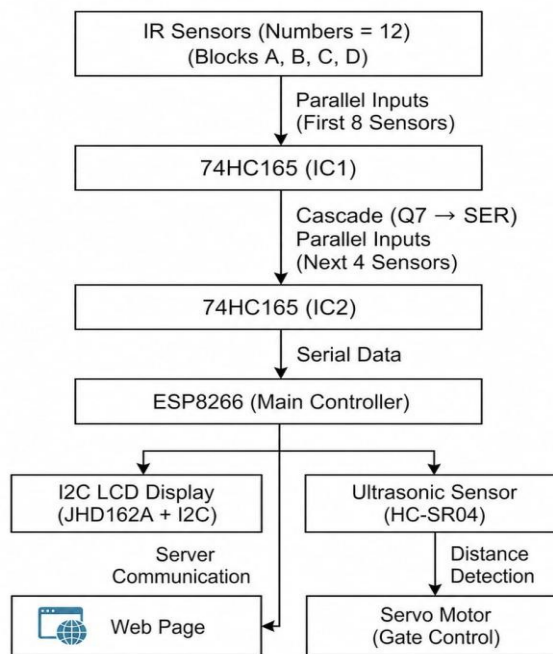 IR Sensors (Numbers = 12)
(Blocks A, B, C, D)
Parallel Inputs
(First 8 Sensors)
74HC165 (IC1)
Cascade (Q7 → SER)
Parallel Inputs
(Next 4 Sensors)
74HC165 (IC2)
Serial Data
ESP8266 (Main Controller)
I2C LCD Display
(JHD162A + I2C)
Ultrasonic Sensor
(HC-SR04)
Server
Communication
Distance
Detection
Web Page
Servo Motor
(Gate Control)